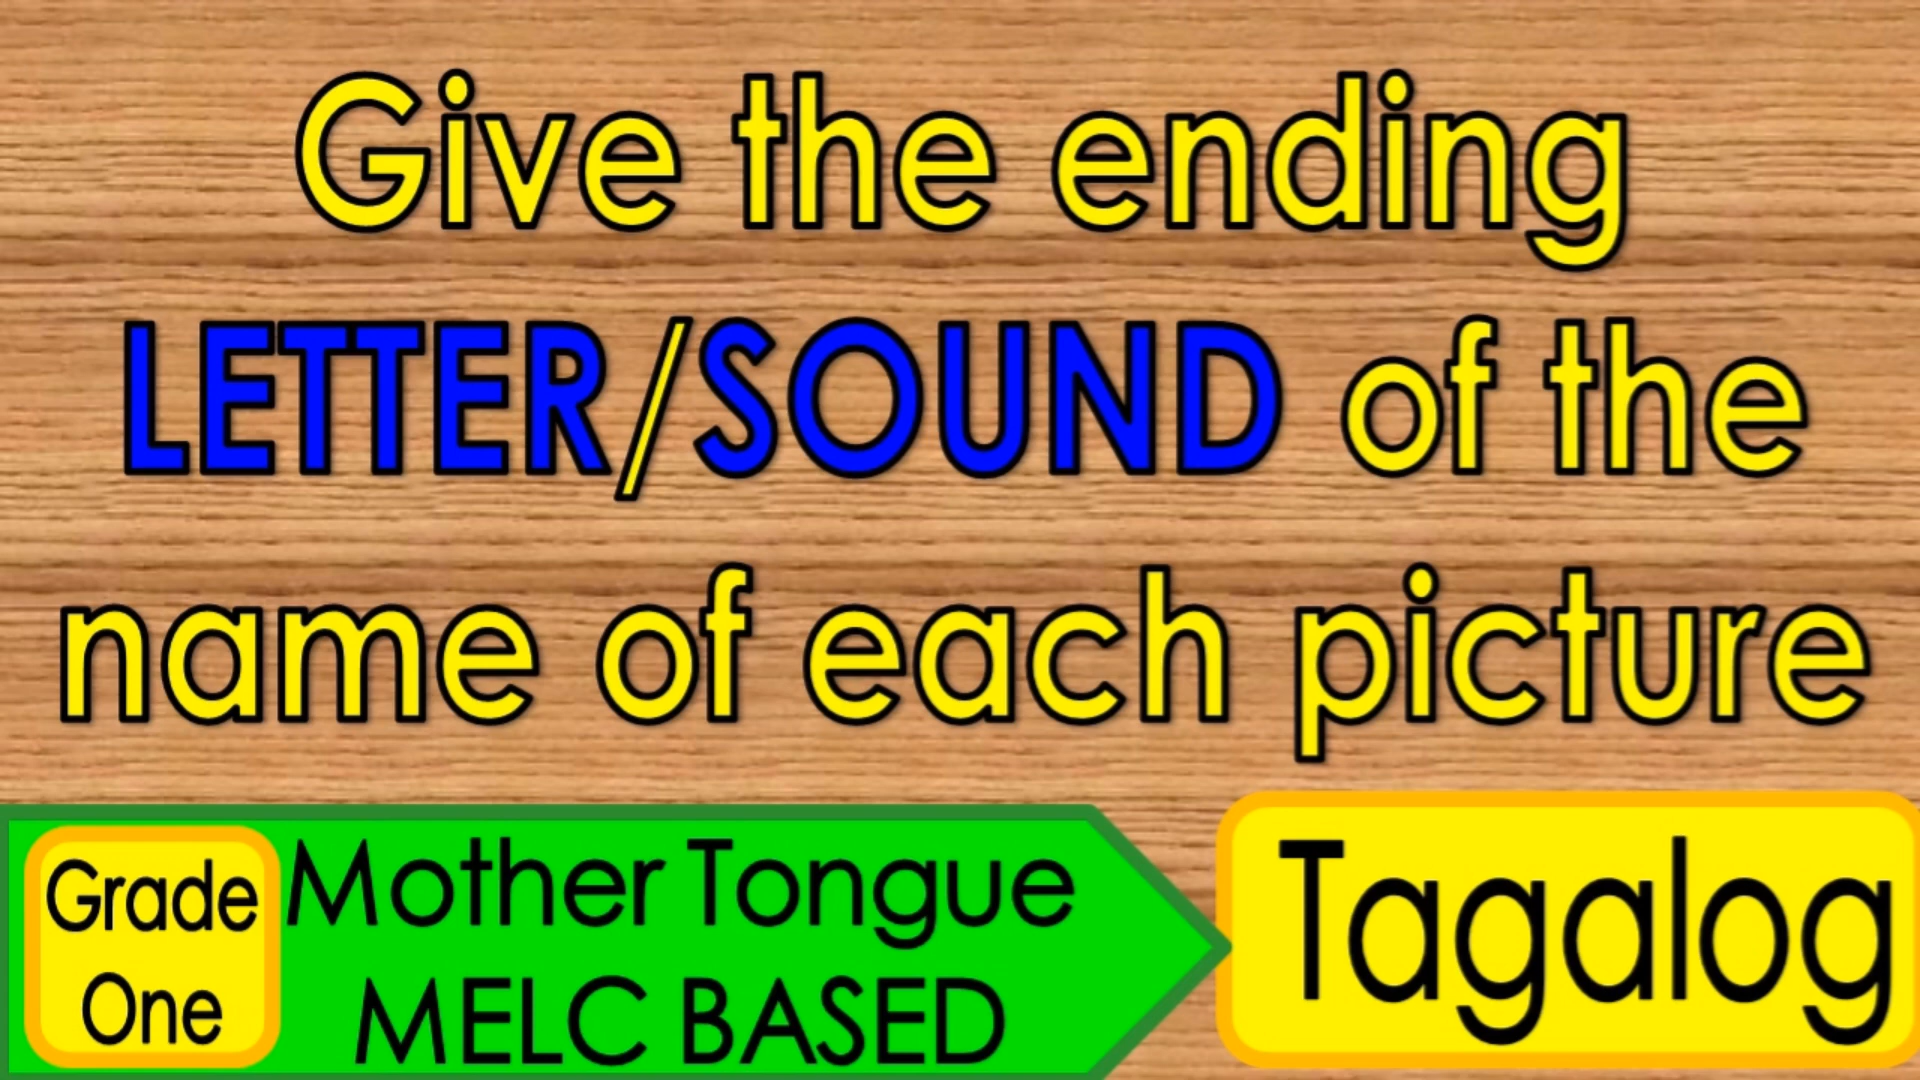 Give the ending
LETTER/SOUND of the
name of each picture
Grade
One
Mother Tongue
MELC BASED
Tagalog